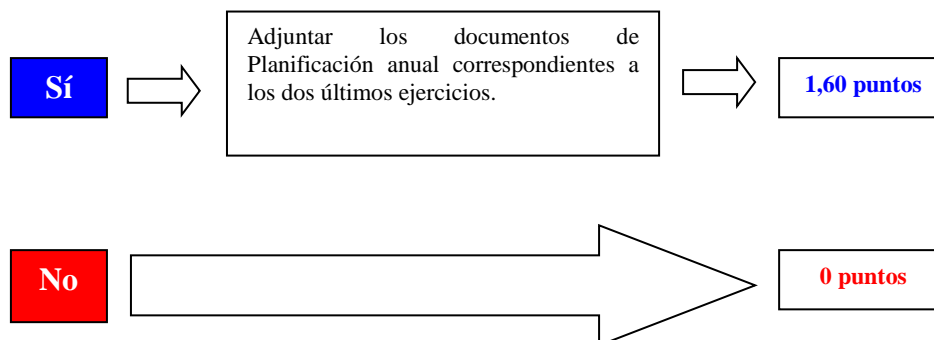 Sí
Adjuntar los documentos de
Planificación anual correspondientes a
los dos últimos ejercicios.
1,60 puntos
No
0 puntos